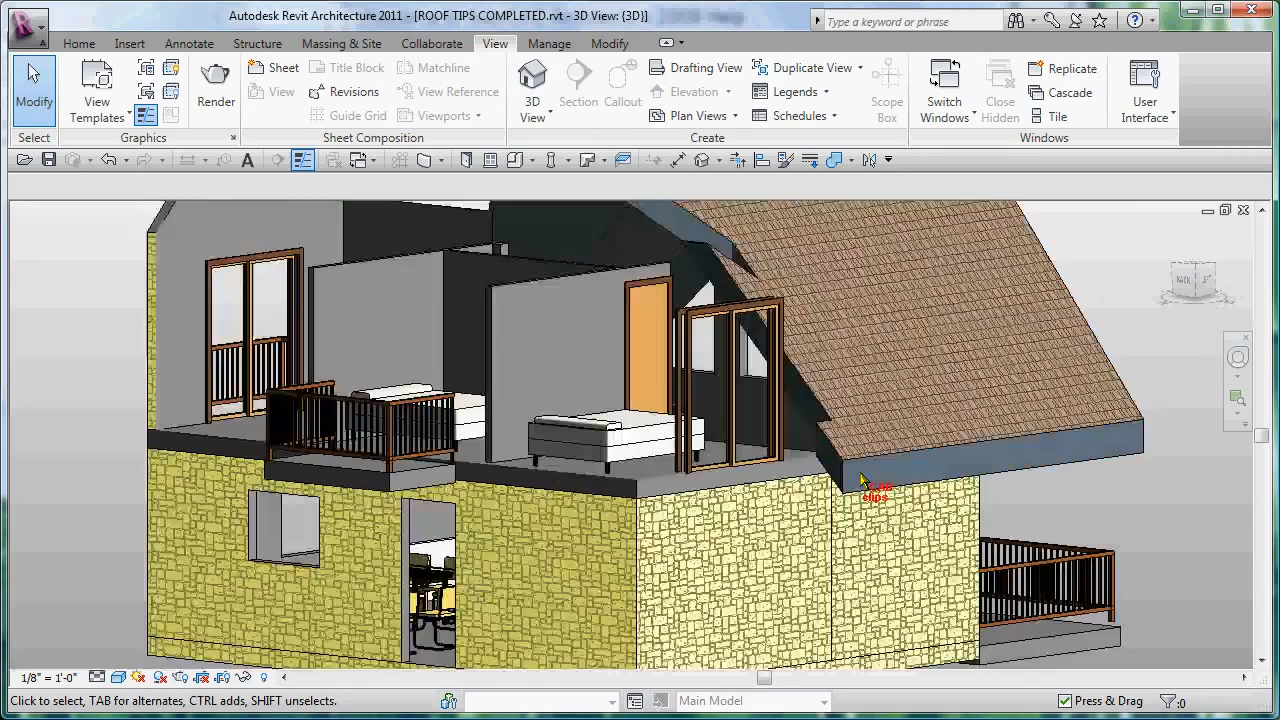 Autodesk Revit Architecture 2011 - [ROOF TIPS COMPLETED.rvt - 3D View: {3D}]
Type a keyword or phrase
Home Insert Annotate Structure Massing & Site Collaborate View Manage Modify
Modify
View Templates
Render
Sheet Title Block Matchline
View Revisions View Reference
Guide Grid Viewports
3D View
Section
Callout
Drafting View Duplicate View
Elevation Legends
Plan Views Schedules
Scope Box
Switch Windows
Close Hidden
Replicate
Cascade
Tile
User Interface
Select Graphics Sheet Composition Create Windows
BACK
CAD
clips
1/8" = 1'-0"
Click to select, TAB for alternates, CTRL adds, SHIFT unselects.
Main Model
Press & Drag
:0